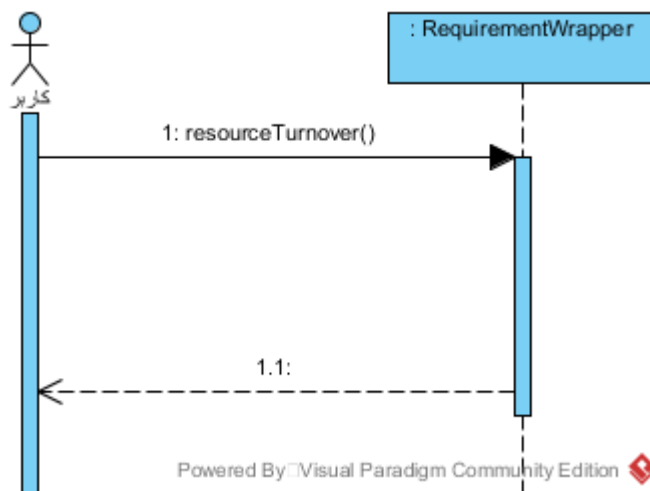 : RequirementWrapper
کاربر
1: resourceTurnover()
1.1:
Powered By Visual Paradigm Community Edition